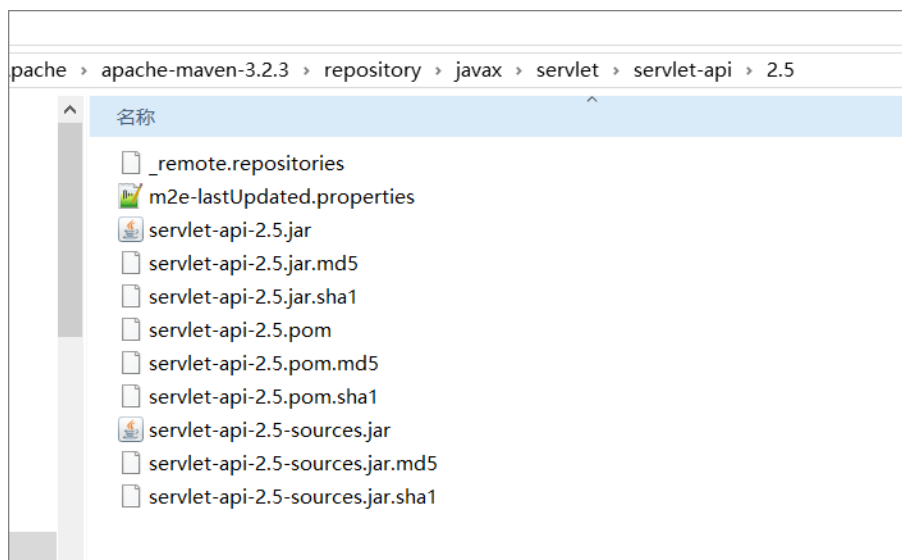 pache › apache-maven-3.2.3 › repository › javax › servlet › servlet-api › 2.5
名称
_remote.repositories
m2e-lastUpdated.properties
servlet-api-2.5.jar
servlet-api-2.5.jar.md5
servlet-api-2.5.jar.sha1
servlet-api-2.5.pom
servlet-api-2.5.pom.md5
servlet-api-2.5.pom.sha1
servlet-api-2.5-sources.jar
servlet-api-2.5-sources.jar.md5
servlet-api-2.5-sources.jar.sha1